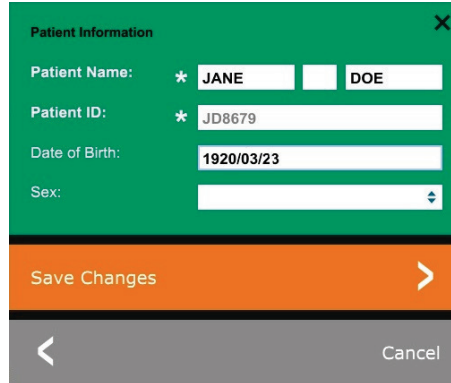 Patient Information
Patient Name: * JANE DOE
Patient ID: * JD8679
Date of Birth: 1920/03/23
Sex:
Save Changes
Cancel